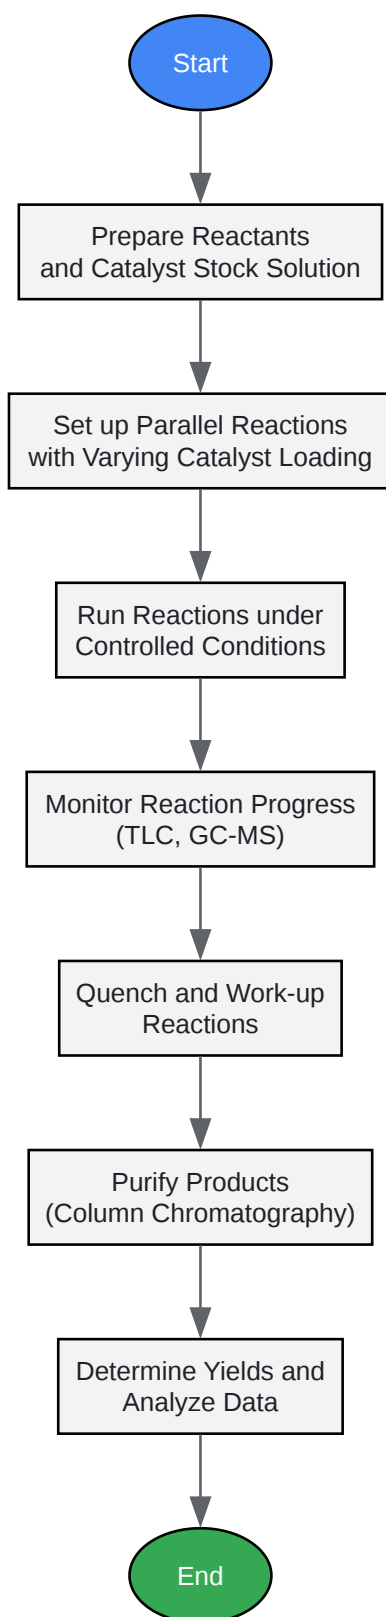 Start
Prepare Reactants
and Catalyst Stock Solution
Set up Parallel Reactions
with Varying Catalyst Loading
Run Reactions under
Controlled Conditions
Monitor Reaction Progress
(TLC, GC-MS)
Quench and Work-up
Reactions
Purify Products
(Column Chromatography)
Determine Yields and
Analyze Data
End